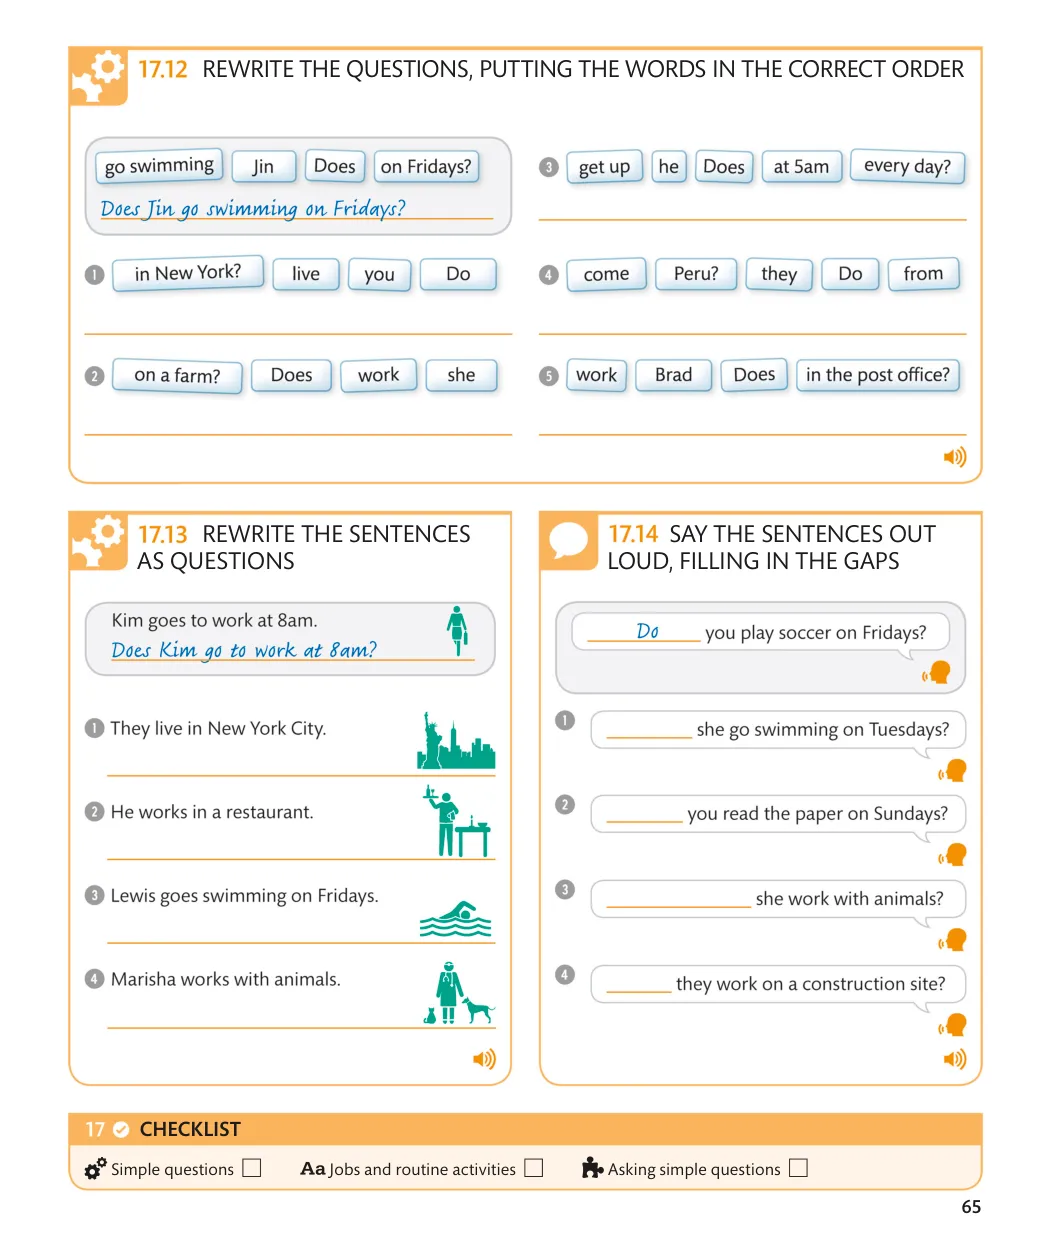 17.12 REWRITE THE QUESTIONS, PUTTING THE WORDS IN THE CORRECT ORDER
go swimming Jin Does on Fridays?
Does Jin go swimming on Fridays?
1 in New York? live you Do
2 on a farm? Does work she
3 get up he Does at 5am every day?
4 come Peru? they Do from
5 work Brad Does in the post office?
17.13 REWRITE THE SENTENCES
AS QUESTIONS
Kim goes to work at 8am.
Does Kim go to work at 8am?
1 They live in New York City.
2 He works in a restaurant.
3 Lewis goes swimming on Fridays.
4 Marisha works with animals.
17.14 SAY THE SENTENCES OUT
LOUD, FILLING IN THE GAPS
Do you play soccer on Fridays?
1 she go swimming on Tuesdays?
2 you read the paper on Sundays?
3 she work with animals?
4 they work on a construction site?
17 CHECKLIST
Simple questions Aa Jobs and routine activities Asking simple questions
65